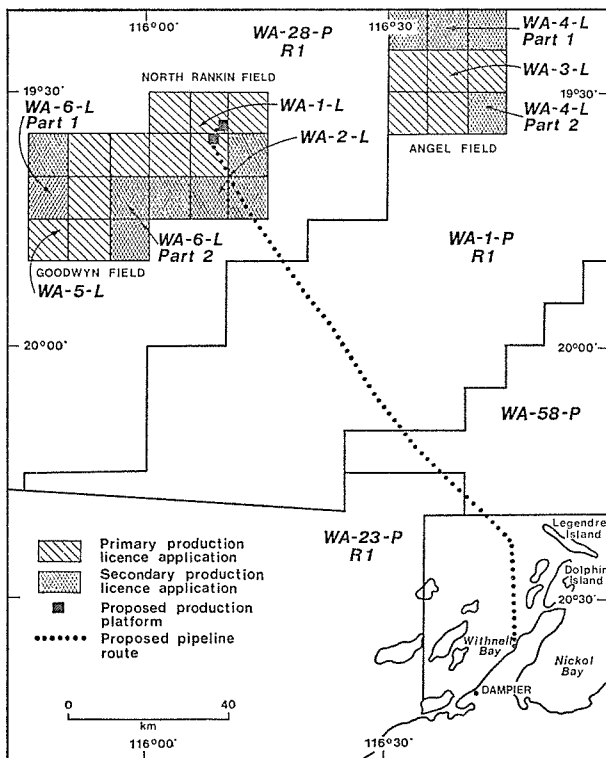 116°00'
116°30'
WA-28-P
R1
WA-4-L
Part 1
19°30'
NORTH RANKIN FIELD
WA-3-L
WA-6-L
Part 1
WA-1-L
19°30'
WA-4-L
Part 2
WA-2-L
ANGEL FIELD
WA-1-P
R1
WA-6-L
Part 2
GOODWYN FIELD
WA-5-L
20°00'
20°00'
WA-58-P
WA-23-P
R1
Legendre
Island
Primary production
licence application
Dolphin
Island
Secondary production
licence application
20°30'
Proposed production
platform
Proposed pipeline
route
Withnell
Bay
Nickol
Bay
DAMPIER
0
40
km
116°00'
116°30'